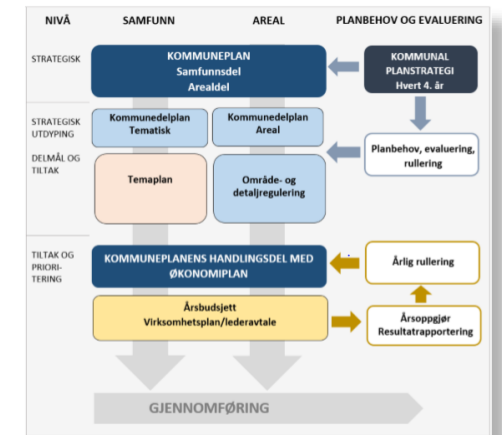 NIVÅ
SAMFUNN
AREAL
PLANBEHOV OG EVALUERING
STRATEGISK
KOMMUNEPLAN
Samfunnsdel
Arealdel
KOMMUNAL
PLANSTRATEGI
Hvert 4. år
STRATEGISK
UTDYPING
Kommunedelplan
Tematisk
Kommunedelplan
Areal
Planbehov, evaluering,
rullering
DELMÅL OG
TILTAK
Temaplan
Område- og
detaljregulering
TILTAK OG
PRIORI-
TERING
KOMMUNEPLANENS HANDLINGSDEL MED
ØKONOMIPLAN
Årlig rullering
Årsbudsjett
Virksomhetsplan/lederavtale
Årsoppgjør
Resultatrapportering
GJENNOMFØRING